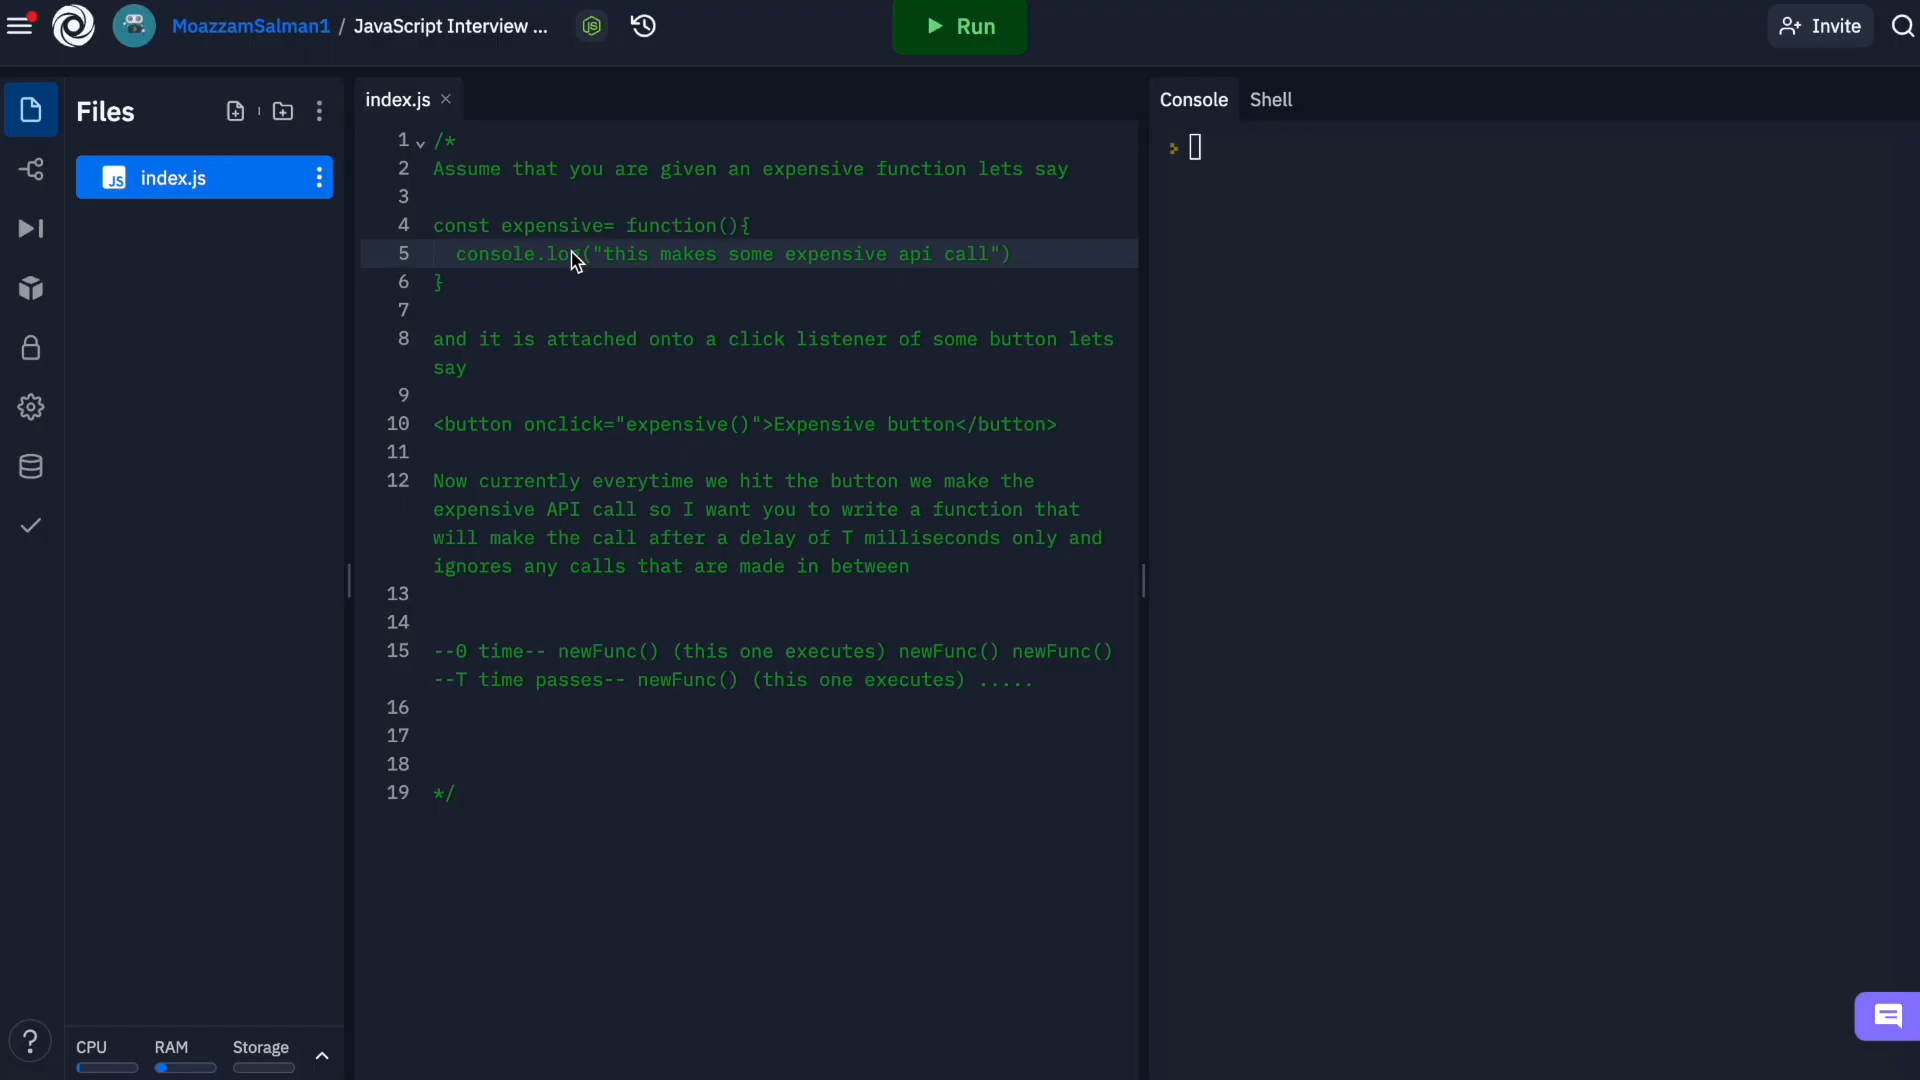 MoazzamSalman1 / JavaScript Interview ...
Run
Invite
Files
index.js
index.js ×
Console
Shell
1 /*
2 Assume that you are given an expensive function lets say
3
4 const expensive= function(){
5 console.log("this makes some expensive api call")
6 }
7
8 and it is attached onto a click listener of some button lets
say
9
10 <button onclick="expensive()">Expensive button</button>
11
12 Now currently everytime we hit the button we make the
expensive API call so I want you to write a function that
will make the call after a delay of T milliseconds only and
ignores any calls that are made in between
13
14
15 --0 time-- newFunc() (this one executes) newFunc() newFunc()
--T time passes-- newFunc() (this one executes) .....
16
17
18
19 */
CPU
RAM
Storage